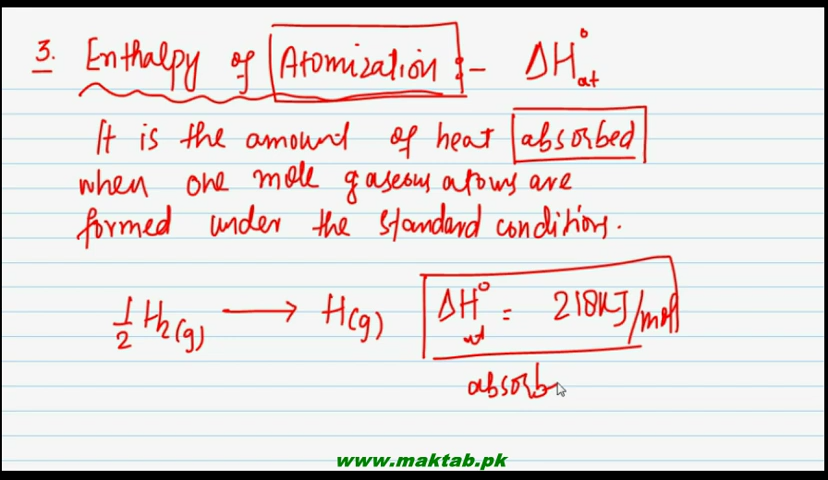 3. Enthalpy of Atomization :- ΔH°at
It is the amound of heat absorbed
when one mole gaseous atoms are
formed under the standard conditions.
1/2 H2(g) ⟶ H(g) ΔH°at = 218KJ/mol
absorb
www.maktab.pk